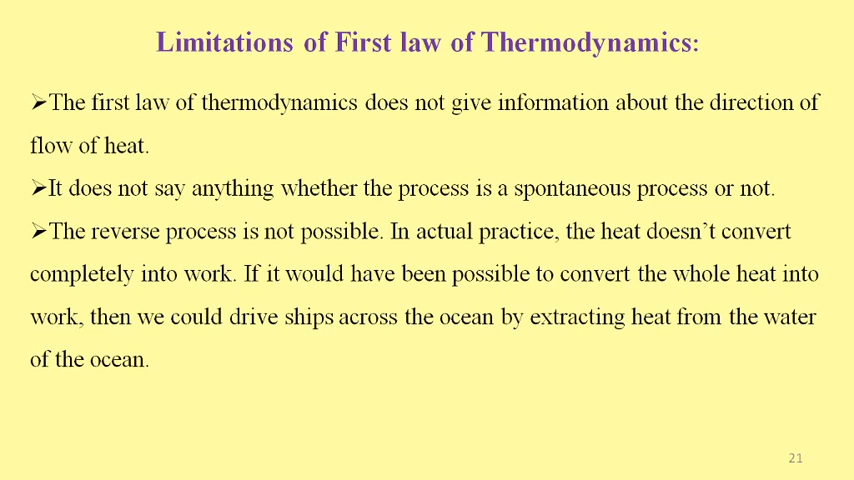 Limitations of First law of Thermodynamics:
➢The first law of thermodynamics does not give information about the direction of
flow of heat.
➢It does not say anything whether the process is a spontaneous process or not.
➢The reverse process is not possible. In actual practice, the heat doesn’t convert
completely into work. If it would have been possible to convert the whole heat into
work, then we could drive ships across the ocean by extracting heat from the water
of the ocean.
21